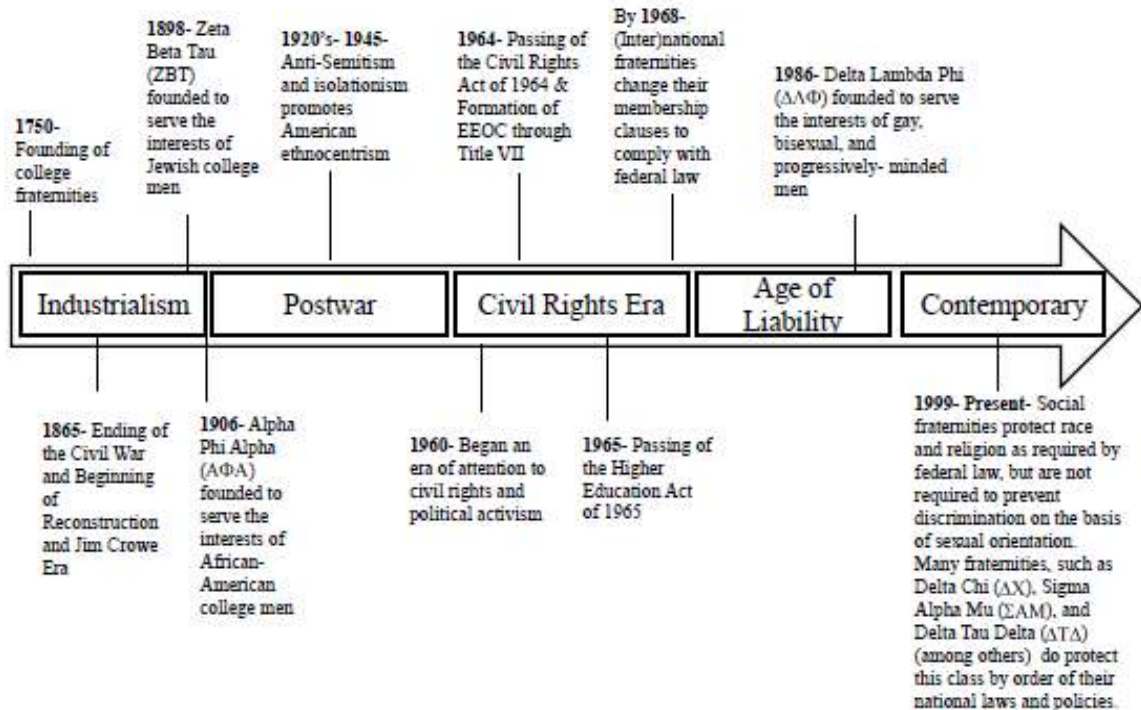 1750-
Founding of
college
fraternities
1898- Zeta
Beta Tau
(ZBT)
founded to
serve the
interests of
Jewish college
men
1920's- 1945-
Anti-Semitism
and isolationism
promotes
American
ethnocentrism
1964- Passing of
the Civil Rights
Act of 1964 &
Formation of
EEOC through
Title VII
By 1968-
(Inter)national
fraternities
change their
membership
clauses to
comply with
federal law
1986- Delta Lambda Phi
(ΔΛΦ) founded to serve
the interests of gay,
bisexual, and
progressively- minded
men
Industrialism
Postwar
Civil Rights Era
Age of
Liability
Contemporary
1865- Ending of
the Civil War
and Beginning
of
Reconstruction
and Jim Crowe
Era
1906- Alpha
Phi Alpha
(ΑΦΑ)
founded to
serve the
interests of
African-
American
college men
1960- Began an
era of attention to
civil rights and
political activism
1965- Passing of
the Higher
Education Act
of 1965
1999- Present- Social
fraternities protect race
and religion as required by
federal law, but are not
required to prevent
discrimination on the basis
of sexual orientation.
Many fraternities, such as
Delta Chi (ΔΧ), Sigma
Alpha Mu (ΣΑΜ), and
Delta Tau Delta (ΔΤΔ)
(among others) do protect
this class by order of their
national laws and policies.